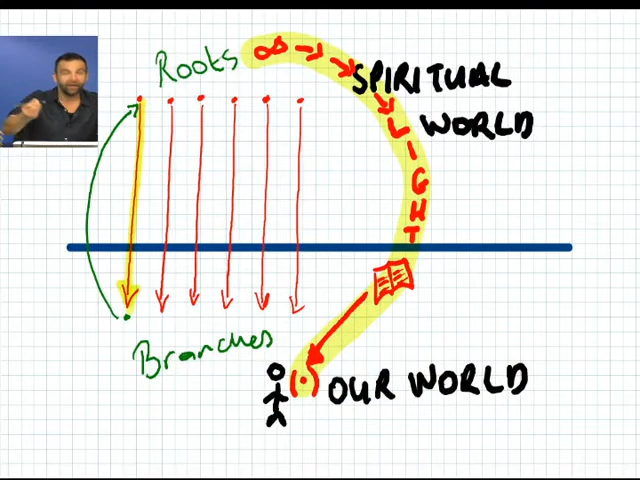 Roots
∞
SPIRITUAL
WORLD
LIGHT
Branches
(•)
OUR WORLD